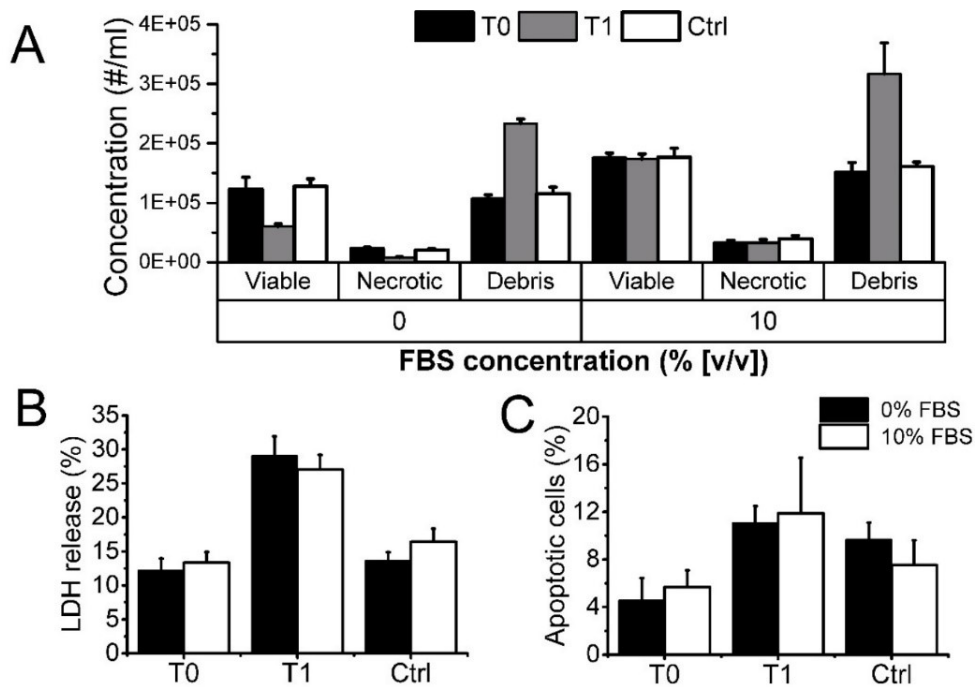 A
T0 T1 Ctrl
Concentration (#/ml)
4E+05
3E+05
2E+05
1E+05
0E+00
Viable Necrotic Debris Viable Necrotic Debris
0 10
FBS concentration (% [v/v])
B
LDH release (%)
35
30
25
20
15
10
5
0
T0 T1 Ctrl
C
0% FBS
10% FBS
Apoptotic cells (%)
20
16
12
8
4
0
T0 T1 Ctrl